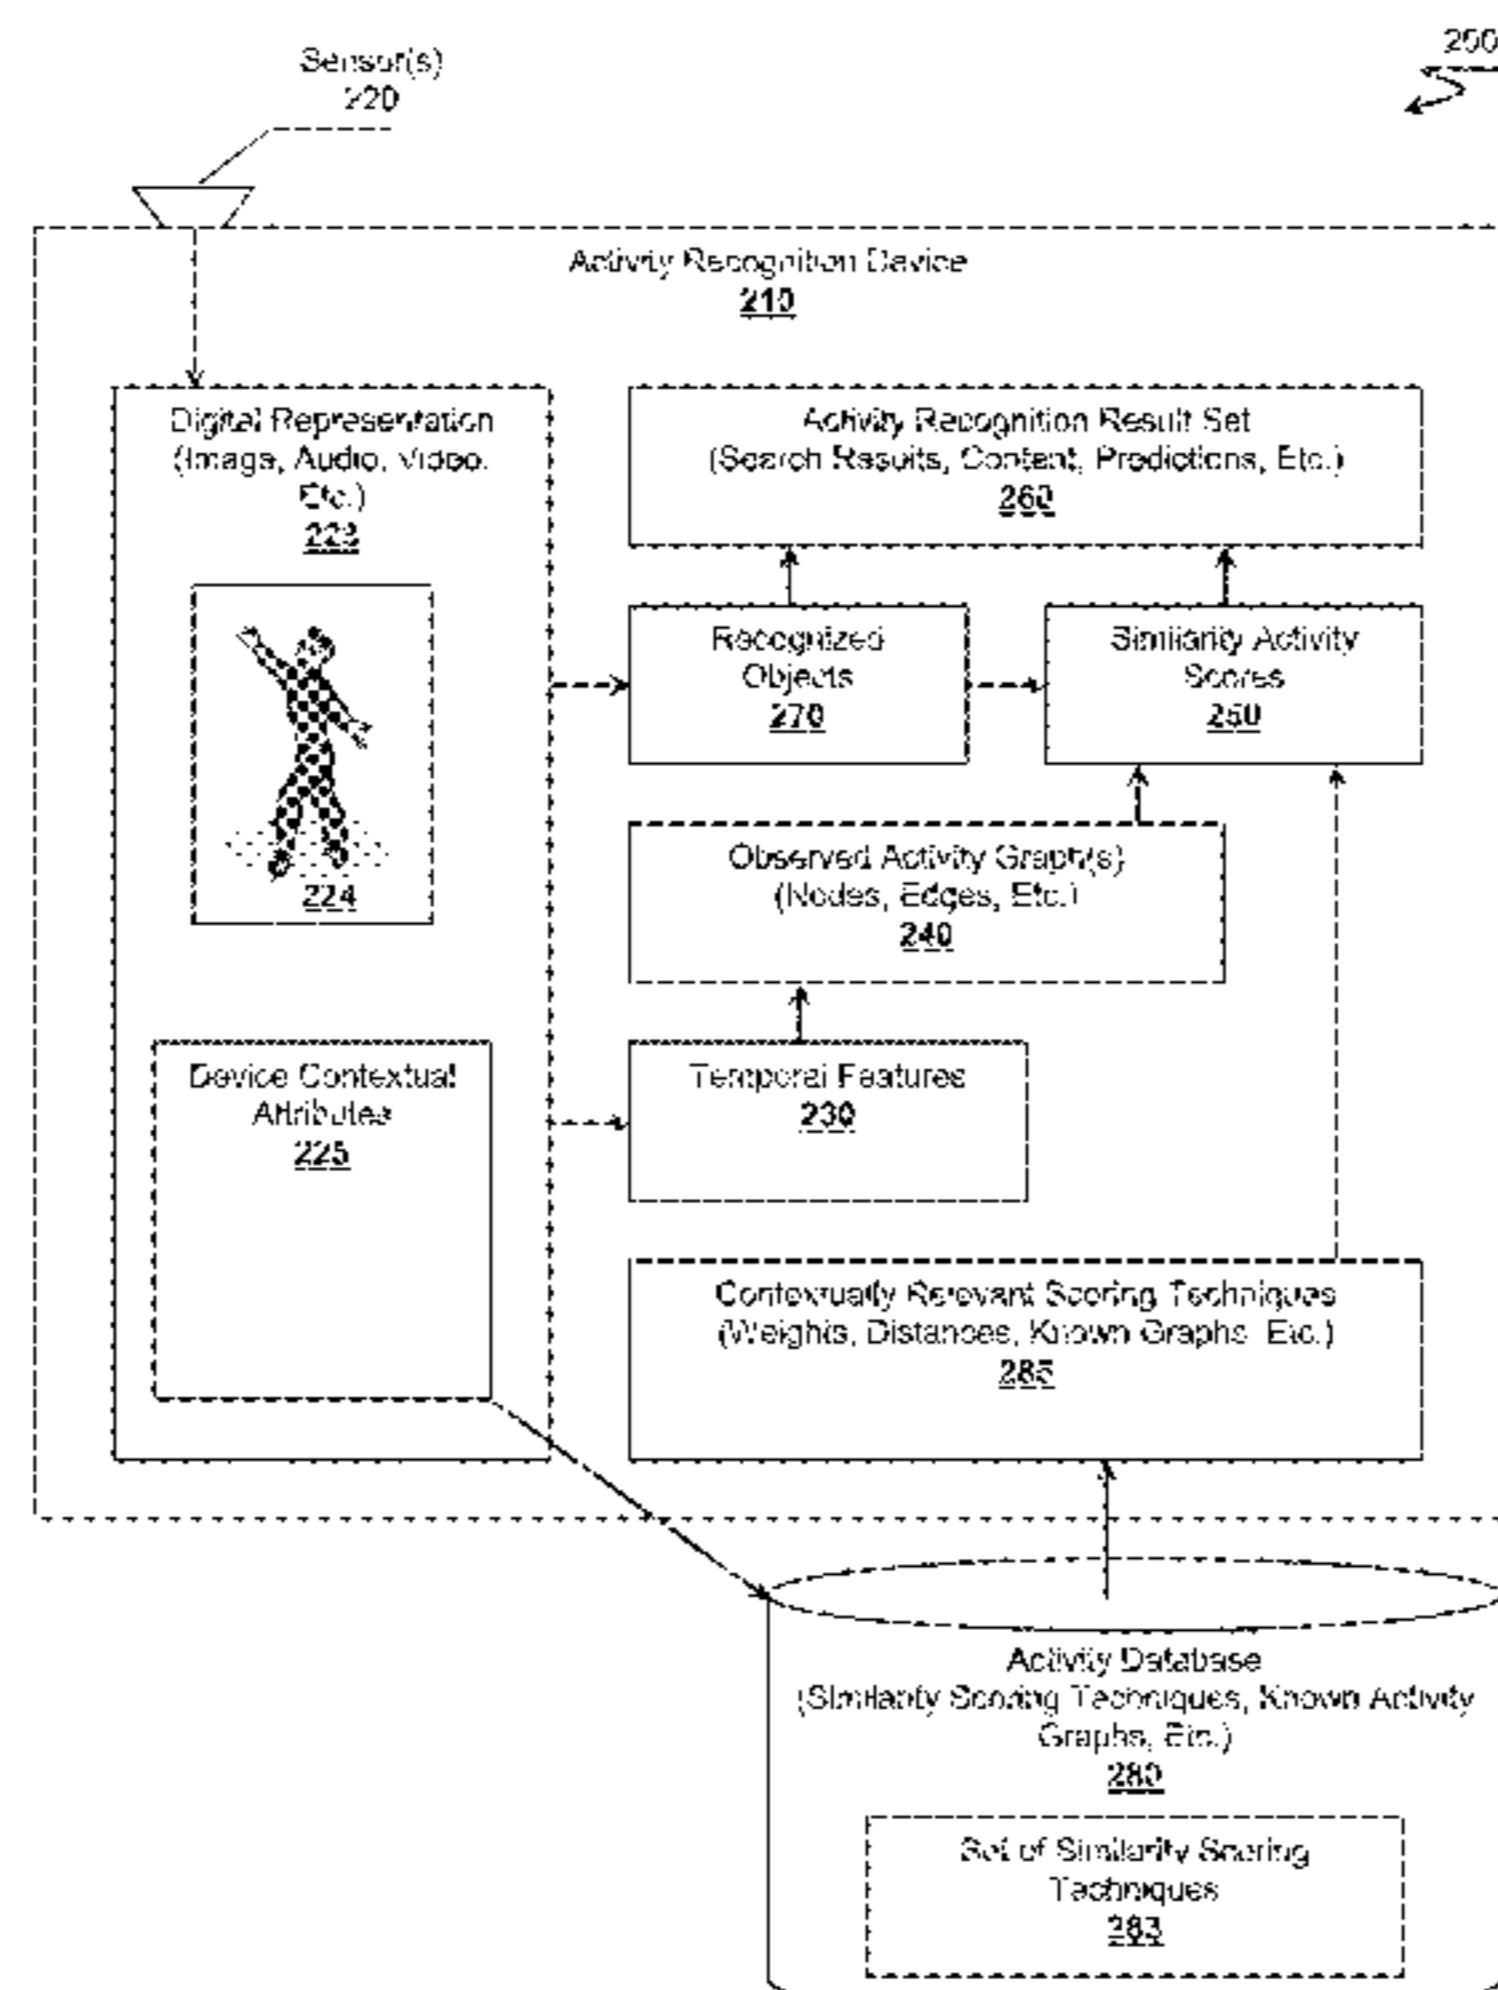 Sensor(s)
220
200
Activity Recognition Device
210
Digital Representation
(Image, Audio, Video,
Etc.)
223
224
Device Contextual
Attributes
225
Activity Recognition Result Set
(Search Results, Content, Predictions, Etc.)
260
Recognized
Objects
270
Similarity Activity
Scores
250
Observed Activity Graph(s)
(Nodes, Edges, Etc.)
240
Temporal Features
230
Contextually Relevant Scoring Techniques
(Weights, Distances, Known Graphs, Etc.)
285
Activity Database
(Similarity Scoring Techniques, Known Activity
Graphs, Etc.)
280
Set of Similarity Scoring
Techniques
283